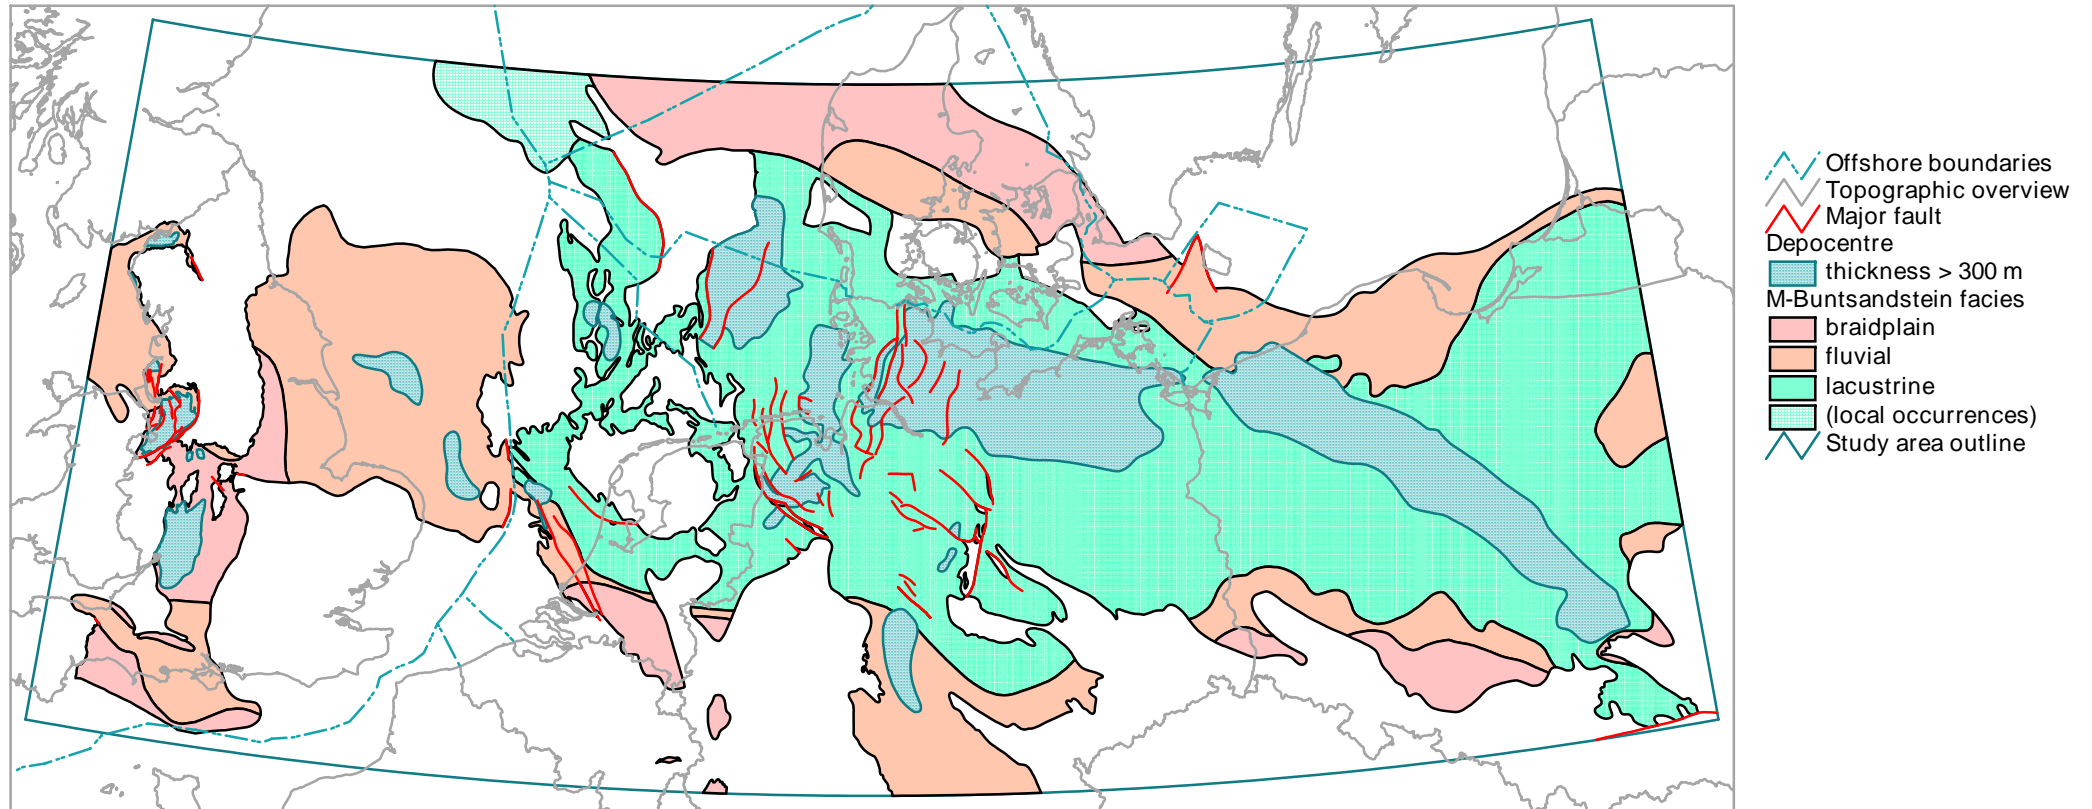 Offshore boundaries
Topographic overview
Major fault
Depocentre
thickness > 300 m
M-Buntsandstein facies
braidplain
fluvial
lacustrine
(local occurrences)
Study area outline